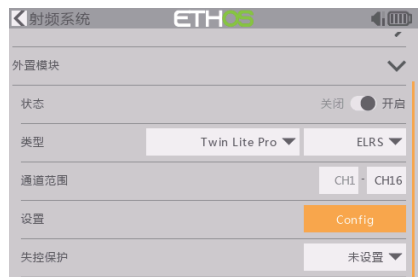 射频系统 ETHOS
外置模块
状态 关闭 开启
类型 Twin Lite Pro ELRS
通道范围 CH1 - CH16
设置 Config
失控保护 未设置